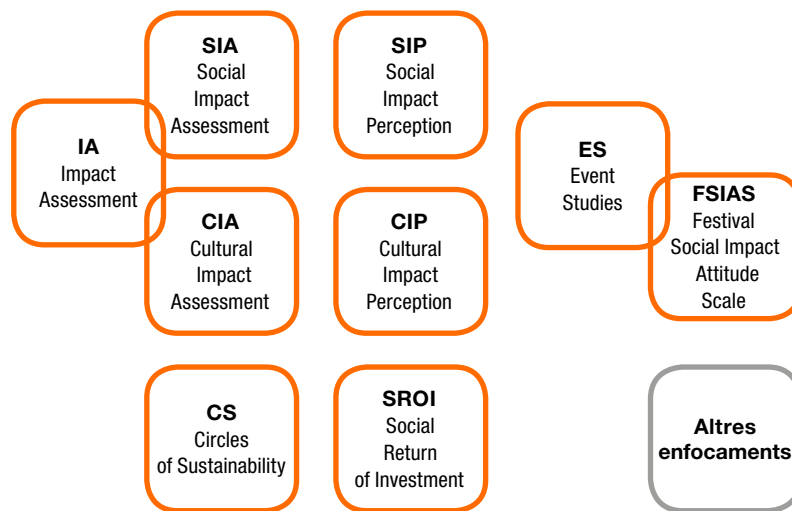 SIA
Social
Impact
Assessment
SIP
Social
Impact
Perception
IA
Impact
Assessment
ES
Event
Studies
FSIAS
Festival
Social Impact
Attitude
Scale
CIA
Cultural
Impact
Assessment
CIP
Cultural
Impact
Perception
CS
Circles
of Sustainability
SROI
Social
Return
of Investment
Altres
enfocaments